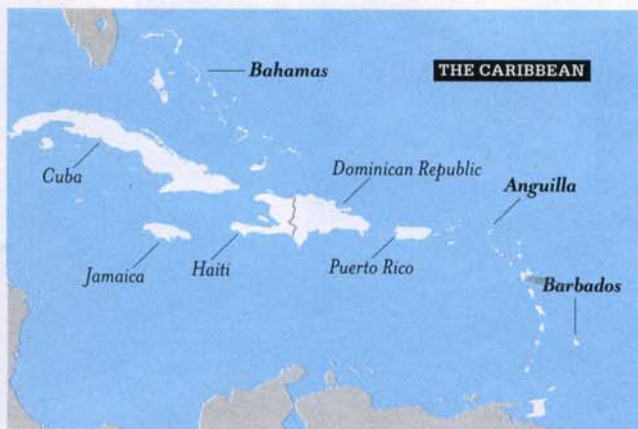 THE CARIBBEAN
Bahamas
Cuba
Dominican Republic
Anguilla
Jamaica
Haiti
Puerto Rico
Barbados